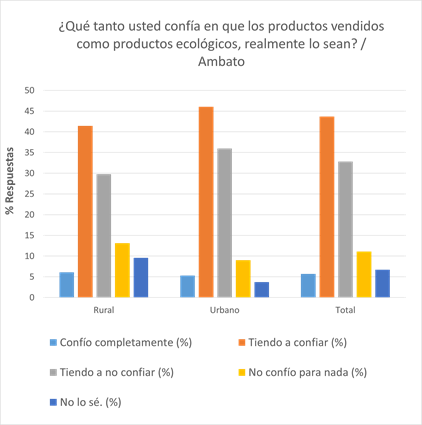 ¿Qué tanto usted confía en que los productos vendidos
como productos ecológicos, realmente lo sean? /
Ambato
% Respuestas
50
45
40
35
30
25
20
15
10
5
0
Rural
Urbano
Total
Confío completamente (%)
Tiendo a confiar (%)
Tiendo a no confiar (%)
No confío para nada (%)
No lo sé. (%)